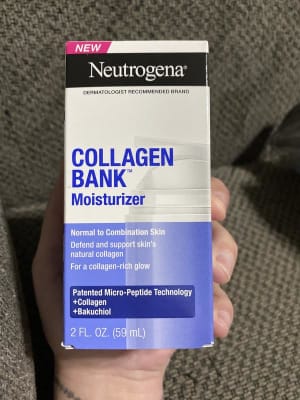 NEW
Neutrogena®
DERMATOLOGIST RECOMMENDED BRAND
COLLAGEN
BANK™
Moisturizer
Normal to Combination Skin
Defend and support skin's
natural collagen
For a collagen-rich glow
Patented Micro-Peptide Technology
+Collagen
+Bakuchiol
2 FL. OZ. (59 mL)